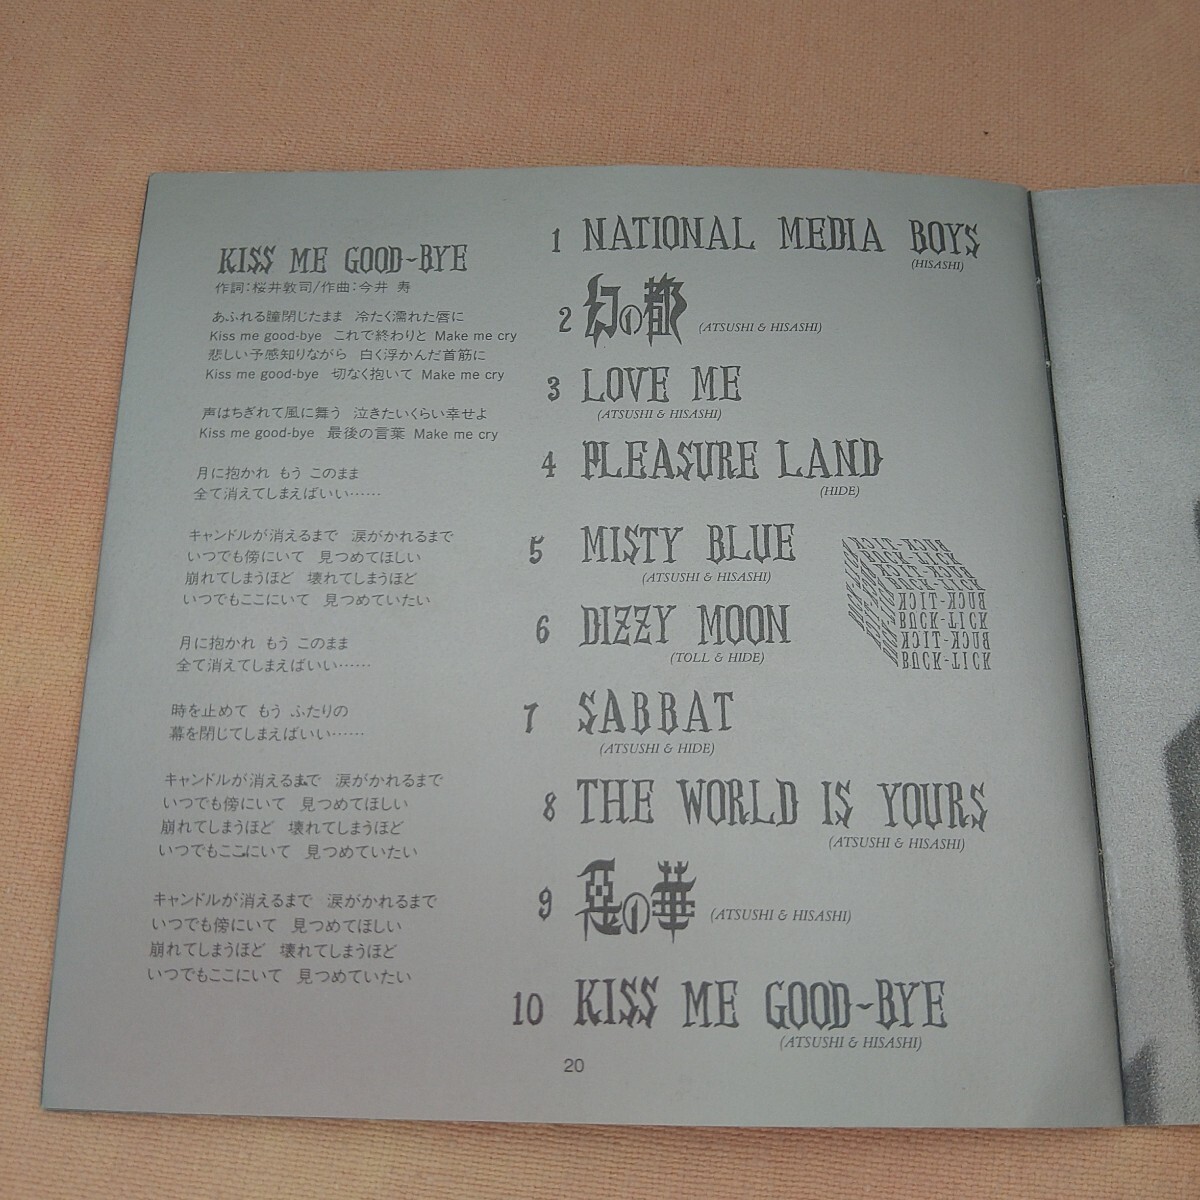 KISS ME GOOD-BYE
作詞：桜井敦司/作曲：今井 寿
あふれる瞳閉じたまま 冷たく濡れた唇に
Kiss me good-bye これで終わりと Make me cry
悲しい予感知りながら 白く浮かんだ首筋に
Kiss me good-bye 切なく抱いて Make me cry
声はちぎれて風に舞う 泣きたいくらい幸せよ
Kiss me good-bye 最後の言葉 Make me cry
月に抱かれ もう このまま
全て消えてしまえばいい……
キャンドルが消えるまで 涙がかれるまで
いつでも傍にいて 見つめてほしい
崩れてしまうほど 壊れてしまうほど
いつでもここにいて 見つめていたい
月に抱かれ もう このまま
全て消えてしまえばいい……
時を止めて もう ふたりの
幕を閉じてしまえばいい……
キャンドルが消えるまで 涙がかれるまで
いつでも傍にいて 見つめてほしい
崩れてしまうほど 壊れてしまうほど
いつでもここにいて 見つめていたい
キャンドルが消えるまで 涙がかれるまで
いつでも傍にいて 見つめてほしい
崩れてしまうほど 壊れてしまうほど
いつでもここにいて 見つめていたい
1 NATIONAL MEDIA BOYS
(HISASHI)
2 幻の都 (ATSUSHI & HISASHI)
3 LOVE ME
(ATSUSHI & HISASHI)
4 PLEASURE LAND
(HIDE)
5 MISTY BLUE
(ATSUSHI & HISASHI)
6 DIZZY MOON
(TOLL & HIDE)
7 SABBAT
(ATSUSHI & HIDE)
8 THE WORLD IS YOURS
(ATSUSHI & HISASHI)
9 惡の華 (ATSUSHI & HISASHI)
10 KISS ME GOOD-BYE
(ATSUSHI & HISASHI)
BUCK-TICK
BUCK-TICK
BUCK-TICK
BUCK-TICK
BUCK-TICK
BUCK-TICK
BUCK-TICK
BUCK-TICK
20